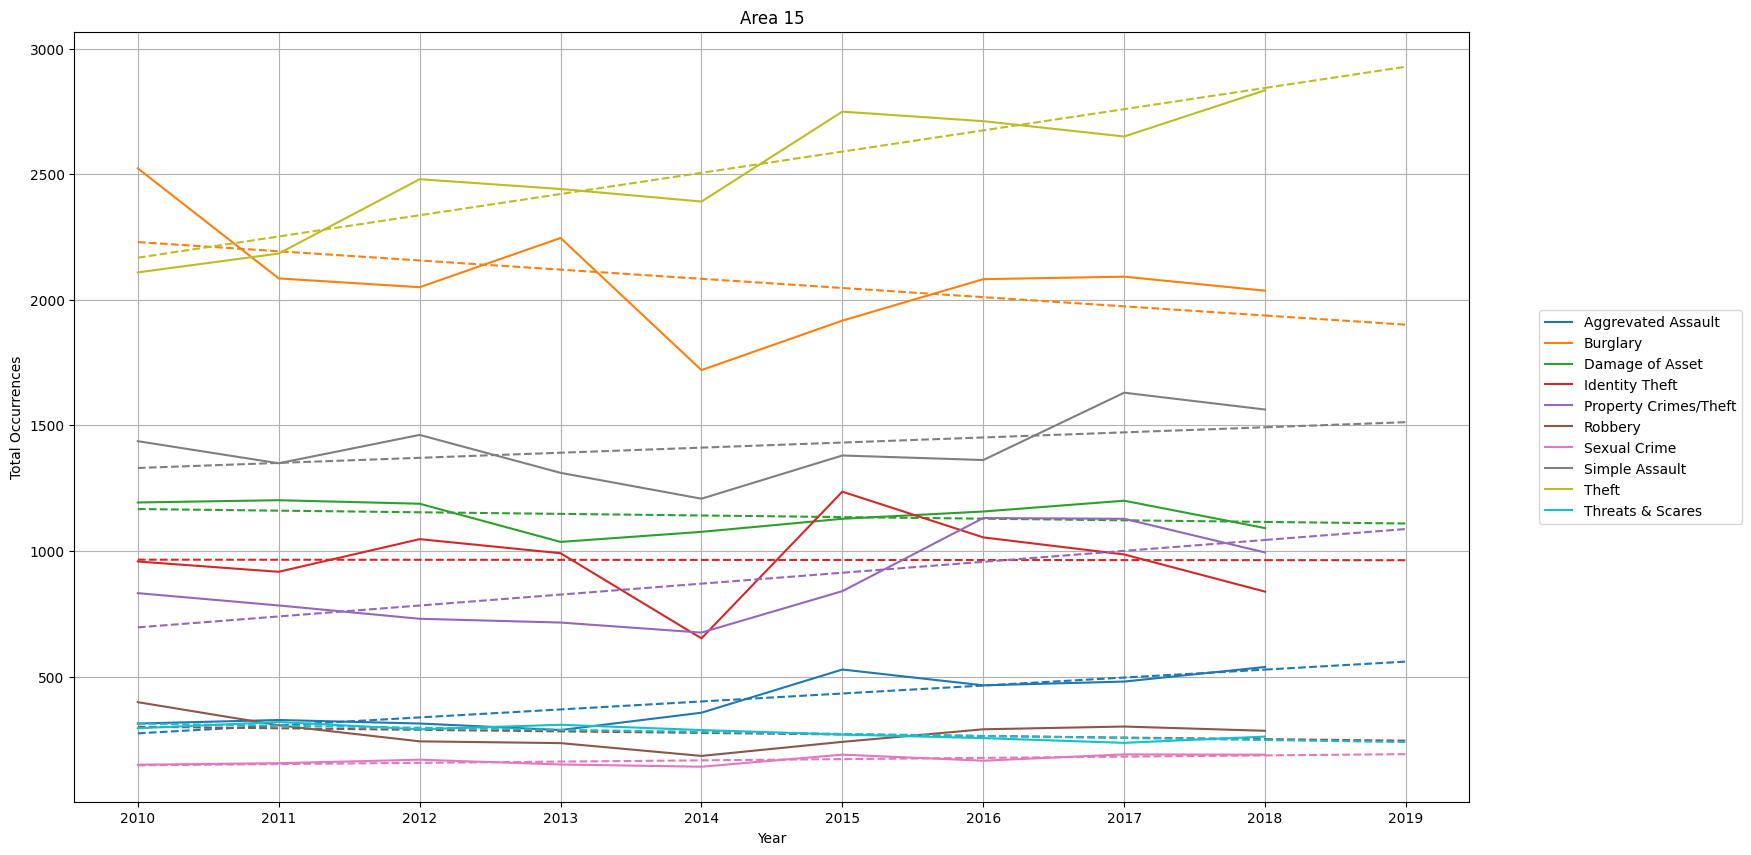 Area 15
3000
2500
2000
1500
1000
500
Total Occurrences
2010 2011 2012 2013 2014 2015 2016 2017 2018 2019
Year
Aggrevated Assault
Burglary
Damage of Asset
Identity Theft
Property Crimes/Theft
Robbery
Sexual Crime
Simple Assault
Theft
Threats & Scares